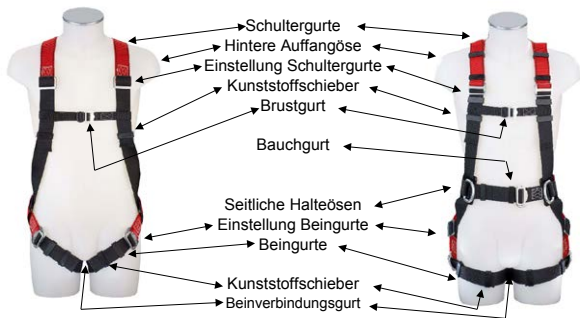 Schultergurte
Hintere Auffangöse
Einstellung Schultergurte
Kunststoffschieber
Brustgurt
Bauchgurt
Seitliche Halteösen
Einstellung Beingurte
Beingurte
Kunststoffschieber
Beinverbindungsgurt